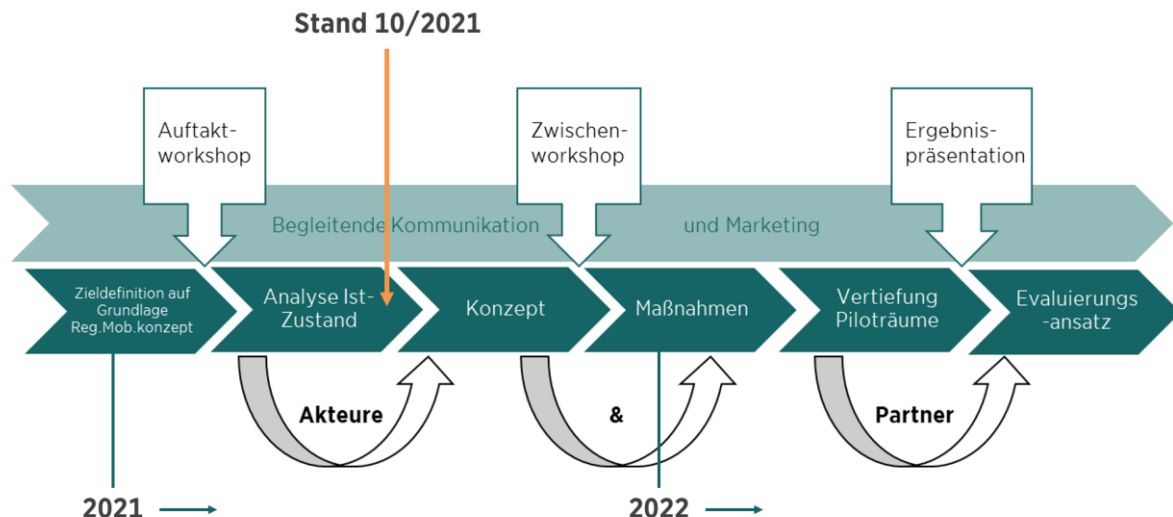 Stand 10/2021
Auftakt-
workshop
Zwischen-
workshop
Ergebnis-
präsentation
Begleitende Kommunikation und Marketing
Zieldefinition auf
Grundlage
Reg.Mob.konzept
Analyse Ist-
Zustand
Konzept
Maßnahmen
Vertiefung
Piloträume
Evaluierungs
-ansatz
Akteure
&
Partner
2021
2022